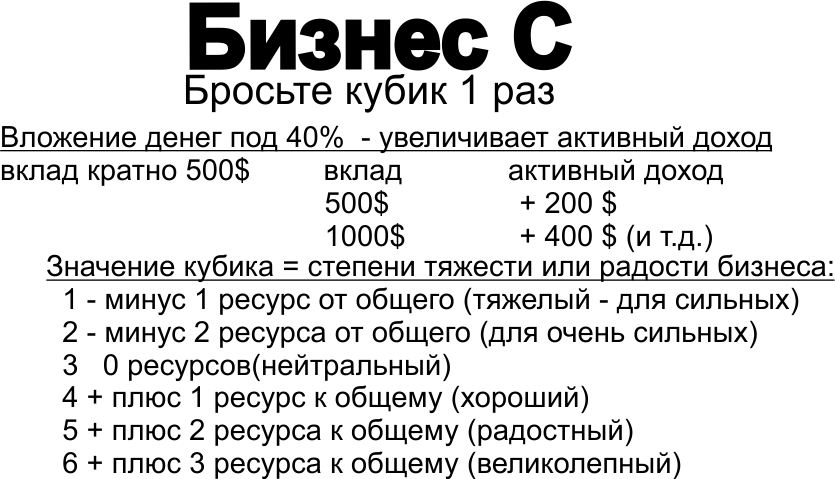 Бизнес С
Бросьте кубик 1 раз
Вложение денег под 40% - увеличивает активный доход
вклад кратно 500$ вклад активный доход
500$ + 200 $
1000$ + 400 $ (и т.д.)
Значение кубика = степени тяжести или радости бизнеса:
1 - минус 1 ресурс от общего (тяжелый - для сильных)
2 - минус 2 ресурса от общего (для очень сильных)
3 0 ресурсов(нейтральный)
4 + плюс 1 ресурс к общему (хороший)
5 + плюс 2 ресурса к общему (радостный)
6 + плюс 3 ресурса к общему (великолепный)